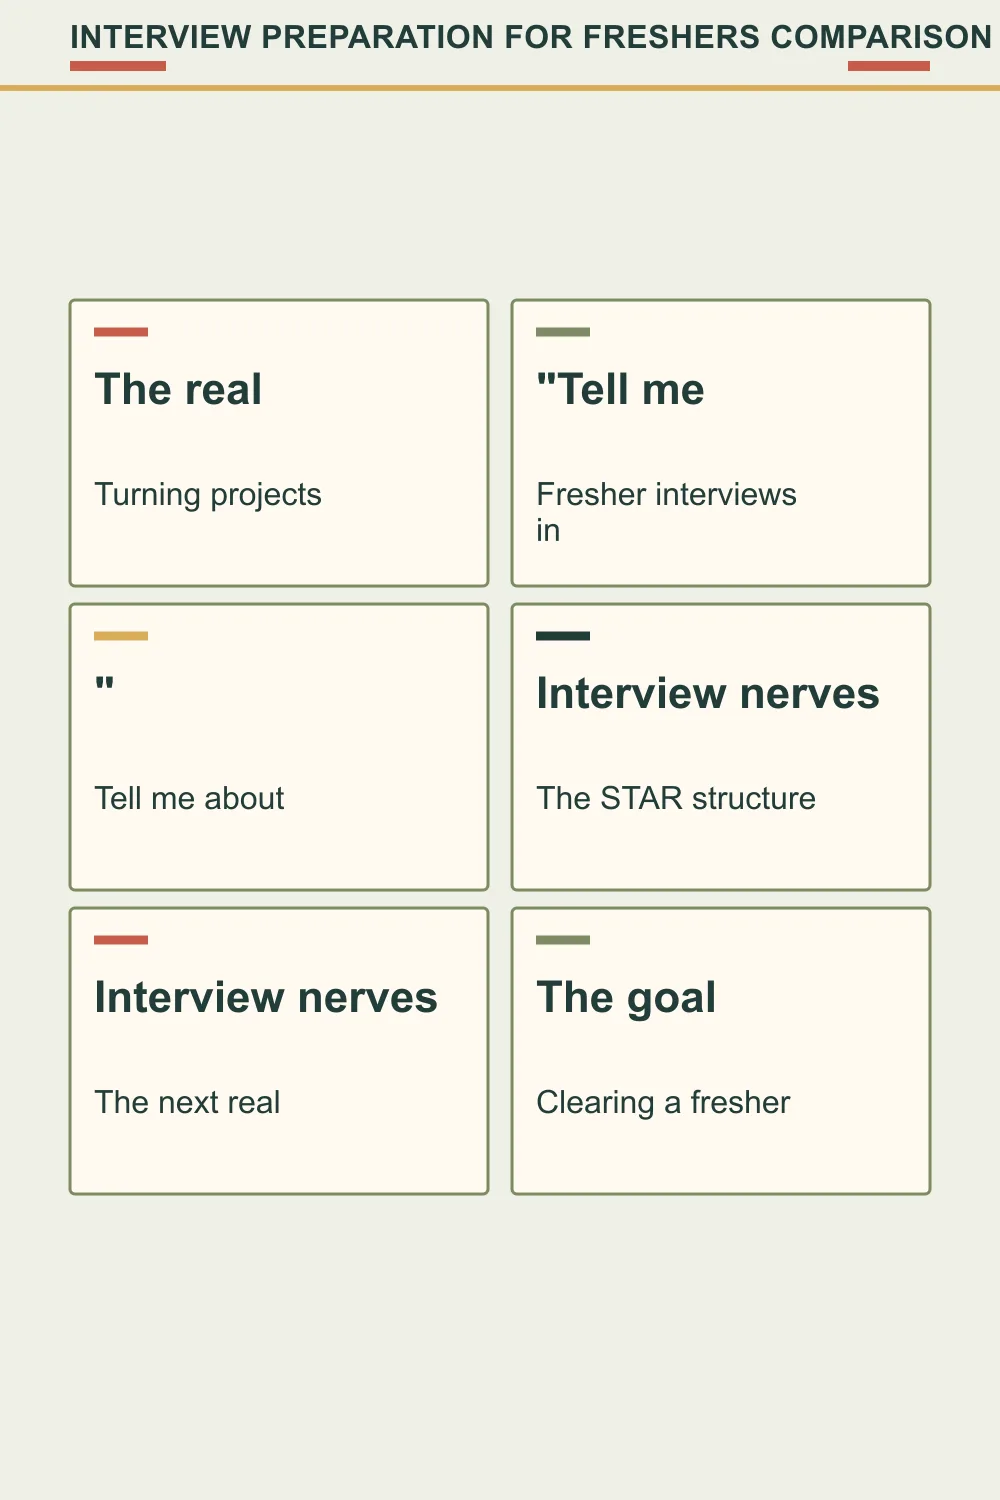 INTERVIEW PREPARATION FOR FRESHERS COMPARISON
The real
Turning projects
"Tell me
Fresher interviews
in
"
Tell me about
Interview nerves
The STAR structure
Interview nerves
The next real
The goal
Clearing a fresher